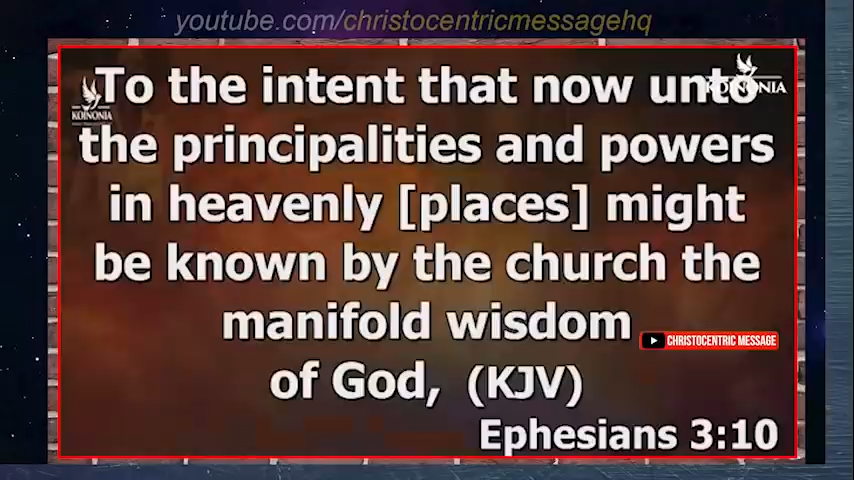 youtube.com/christocentricmessagehq
To the intent that now unto
KOINONIA
KOINONIA
the principalities and powers
in heavenly [places] might
be known by the church the
manifold wisdom
CHRISTOCENTRIC MESSAGE
of God, (KJV)
Ephesians 3:10